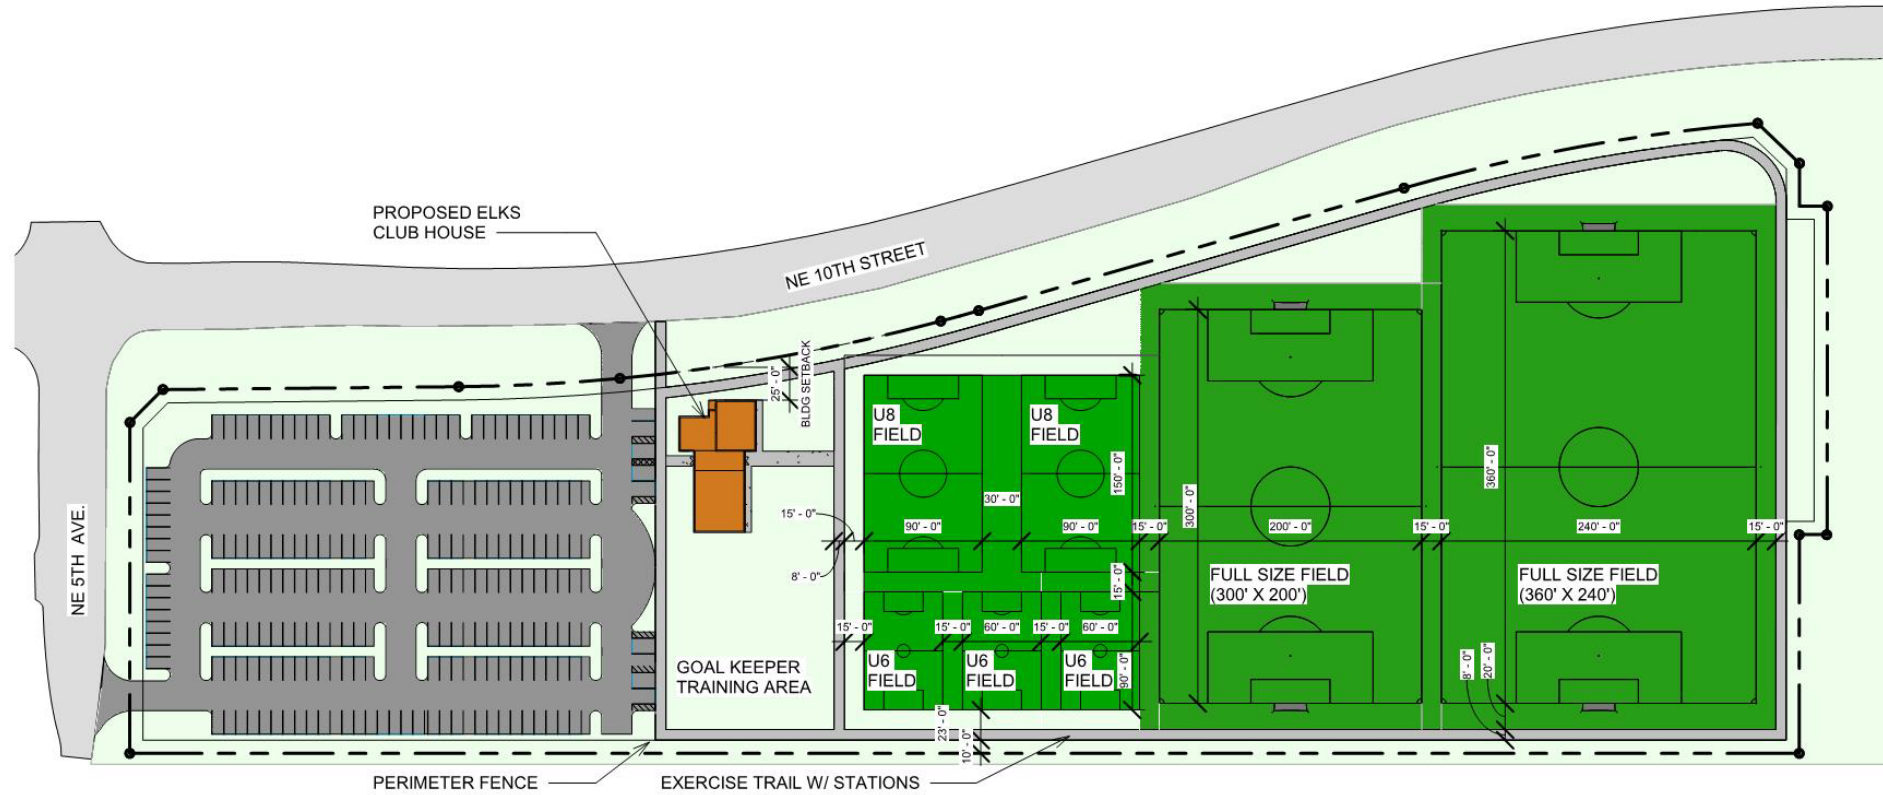 PROPOSED ELKS
CLUB HOUSE
NE 10TH STREET
NE 5TH AVE.
25' - 0"
BLDG SETBACK
U8
FIELD
U8
FIELD
150' - 0"
30' - 0"
15' - 0"
90' - 0"
90' - 0"
15' - 0"
300' - 0"
200' - 0"
15' - 0"
360' - 0"
240' - 0"
15' - 0"
8' - 0"
15' - 0"
FULL SIZE FIELD
(300' X 200')
FULL SIZE FIELD
(360' X 240')
15' - 0"
15' - 0"
60' - 0"
15' - 0"
60' - 0"
GOAL KEEPER
TRAINING AREA
U6
FIELD
U6
FIELD
U6
FIELD
90' - 0"
8' - 0"
20' - 0"
23' - 0"
10' - 0"
PERIMETER FENCE
EXERCISE TRAIL W/ STATIONS